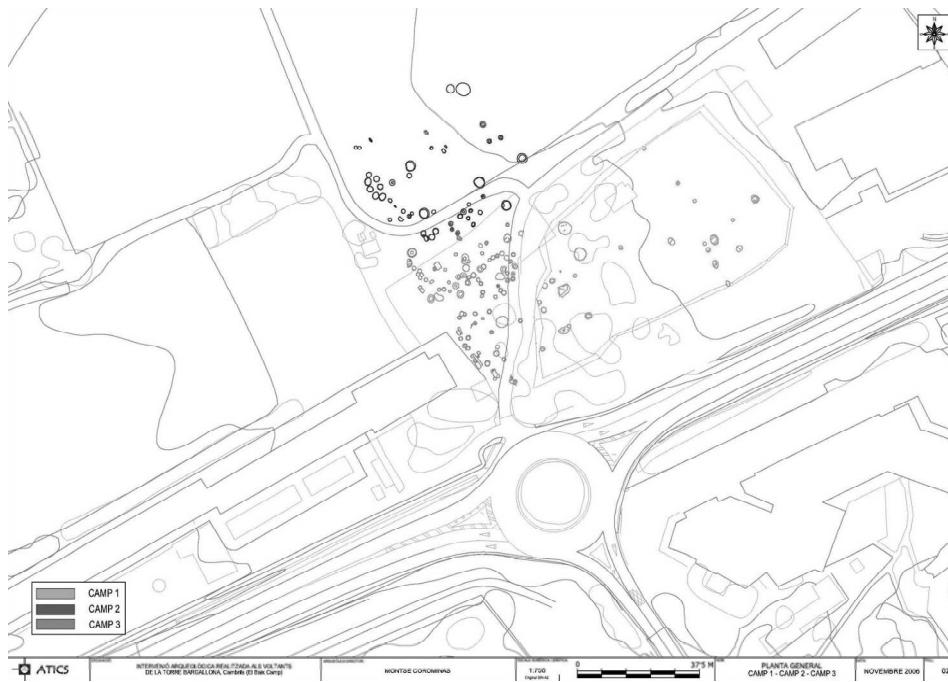 N
CAMP 1
CAMP 2
CAMP 3
ATICS
INTERVENCIÓ ARQUEOLÒGICA REALITZADA ALS VOLTANTS
DE LA TORRE BARGALLONA, Cambrils (El Baix Camp)
MONTSE COROMINAS
1:750
0 37'5 M
PLANTA GENERAL
CAMP 1 - CAMP 2 - CAMP 3
NOVEMBRE 2006
02